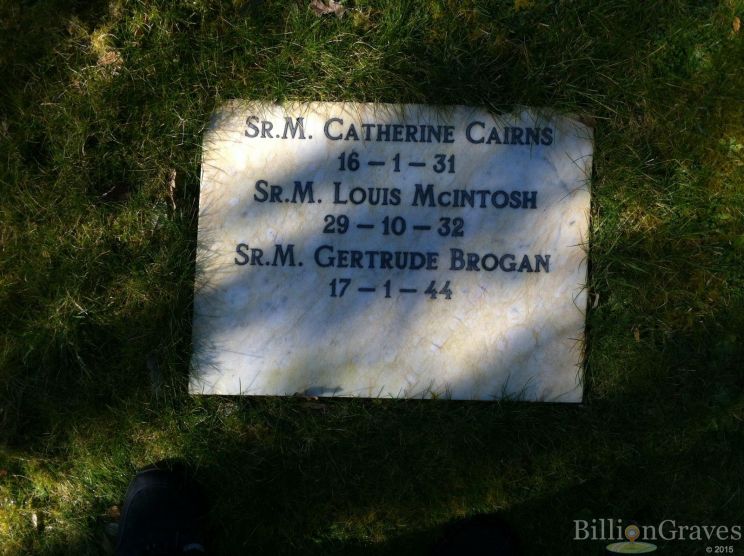 Sr.M. Catherine Cairns
16-1-31
Sr.M. Louis McIntosh
29-10-32
Sr.M. Gertrude Brogan
17-1-44
BillionGraves
© 2015